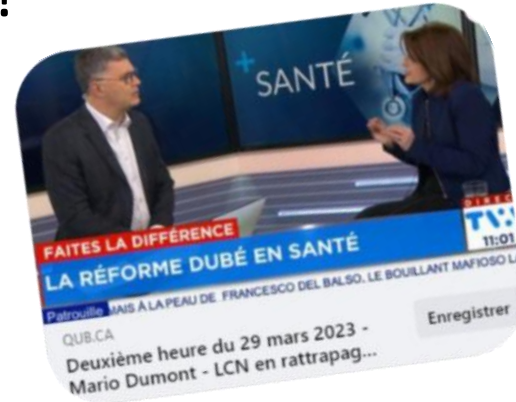 :
+ SANTÉ
FAITES LA DIFFÉRENCE
DIRECT
LA RÉFORME DUBÉ EN SANTÉ
11:01
Patrouille
MAIS À LA PEAU DE FRANCESCO DEL BALSO, LE BOUILLANT MAFIOSO
QUB.CA
Deuxième heure du 29 mars 2023 -
Mario Dumont - LCN en rattrapag...
Enregistrer